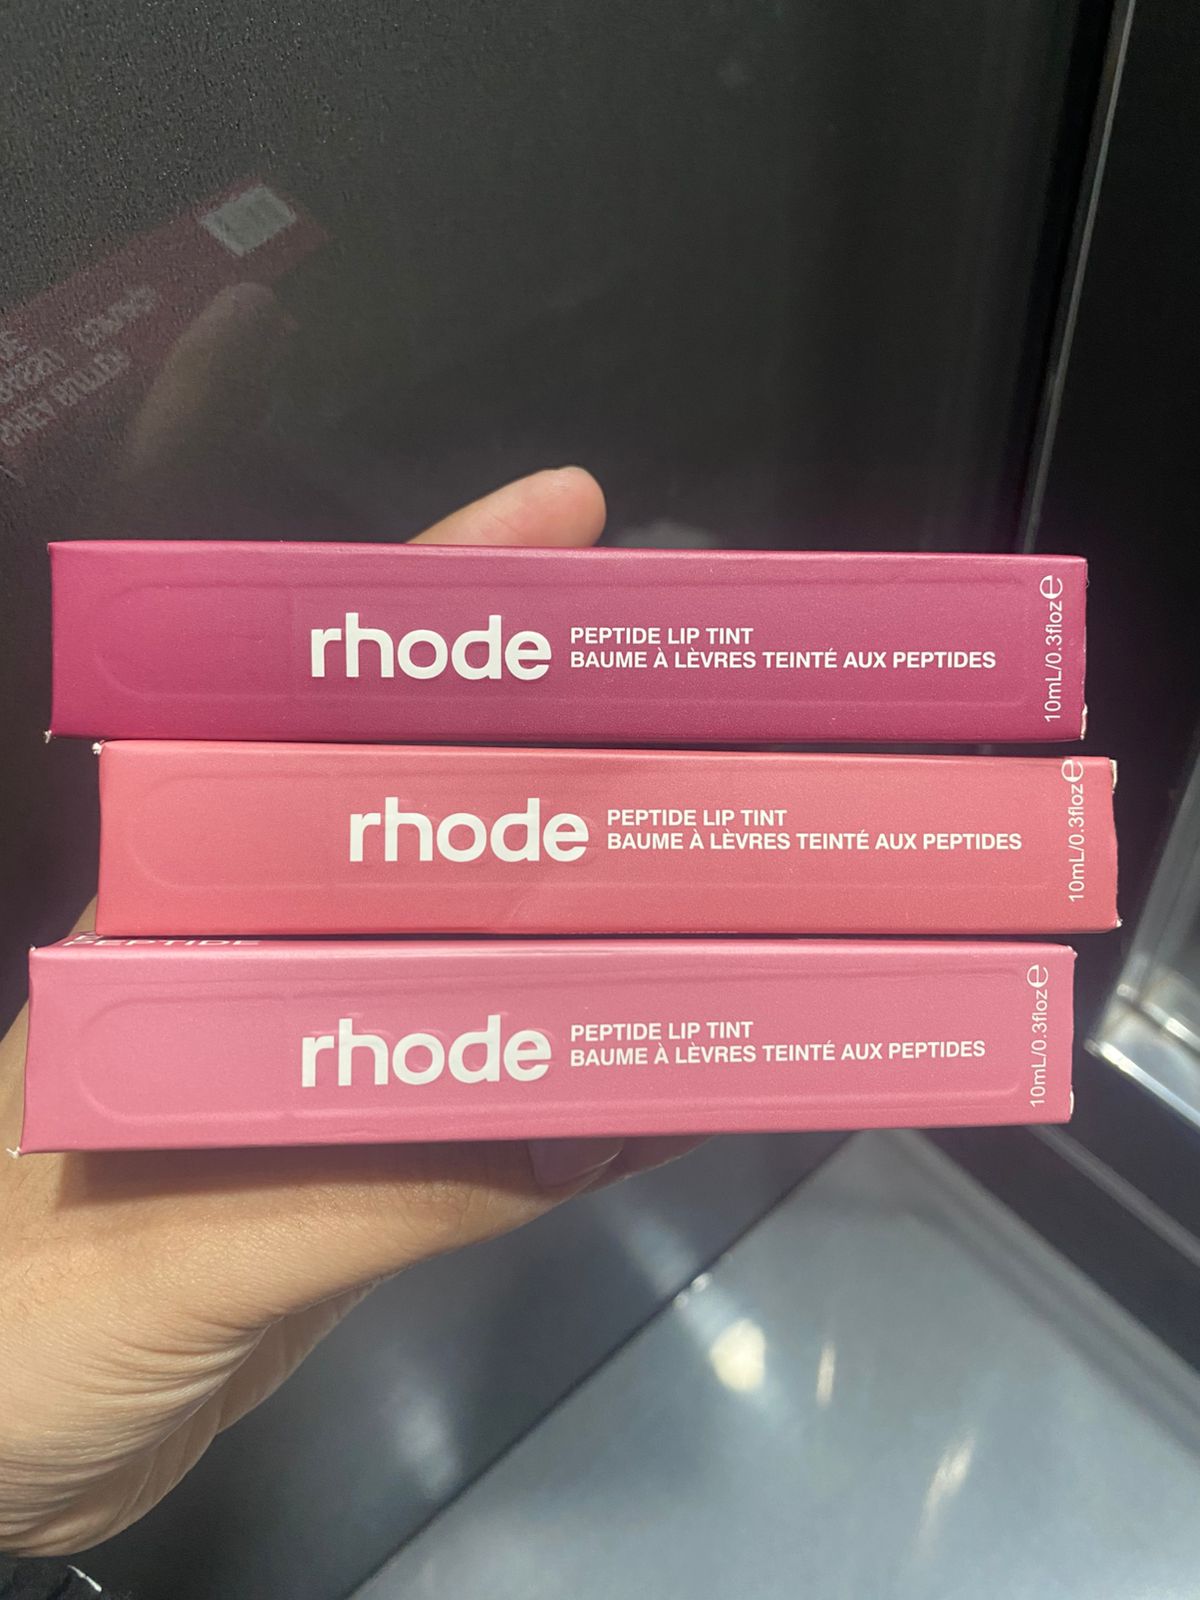 rhode
PEPTIDE LIP TINT
BAUME À LÈVRES TEINTÉ AUX PEPTIDES
10mL/0.3floz℮
rhode
PEPTIDE LIP TINT
BAUME À LÈVRES TEINTÉ AUX PEPTIDES
10mL/0.3floz℮
PEPTIDE
rhode
PEPTIDE LIP TINT
BAUME À LÈVRES TEINTÉ AUX PEPTIDES
10mL/0.3floz℮